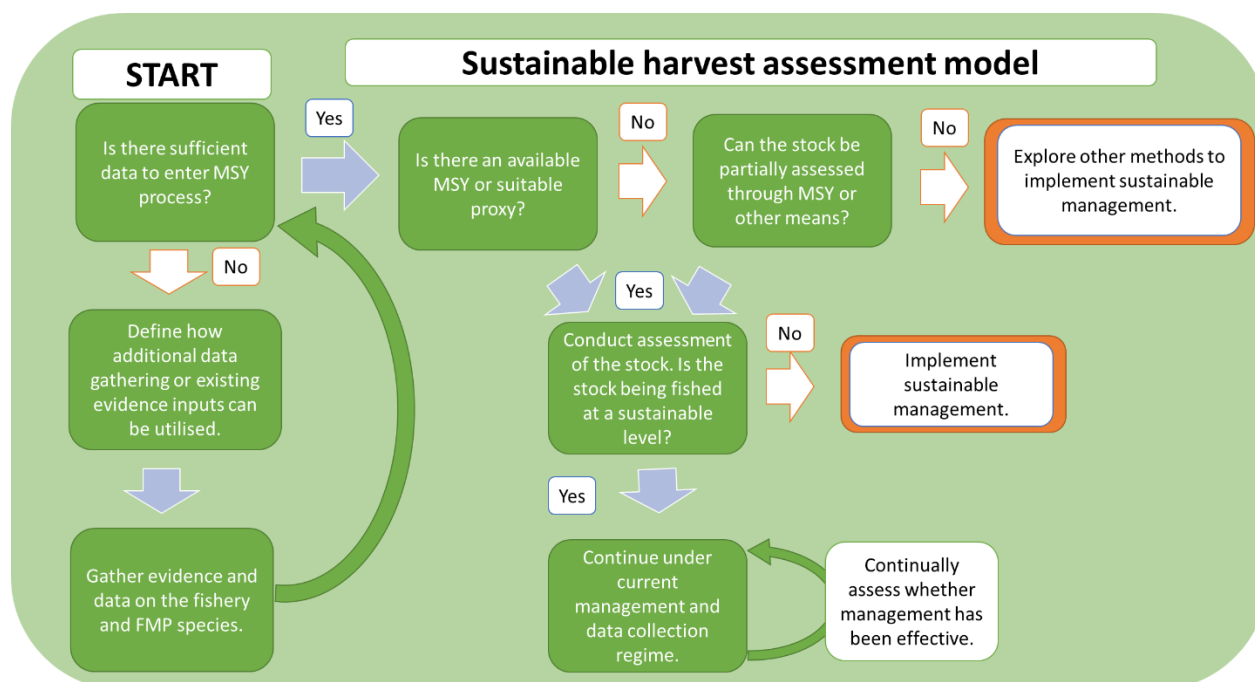 START
Sustainable harvest assessment model
Is there sufficient
data to enter MSY
process?
Yes
Is there an available
MSY or suitable
proxy?
No
Can the stock be
partially assessed
through MSY or
other means?
No
Explore other methods to
implement sustainable
management.
No
Define how
additional data
gathering or existing
evidence inputs can
be utilised.
Yes
Conduct assessment
of the stock. Is the
stock being fished
at a sustainable
level?
No
Implement
sustainable
management.
Gather evidence and
data on the fishery
and FMP species.
Yes
Continue under
current
management and
data collection
regime.
Continually
assess whether
management has
been effective.